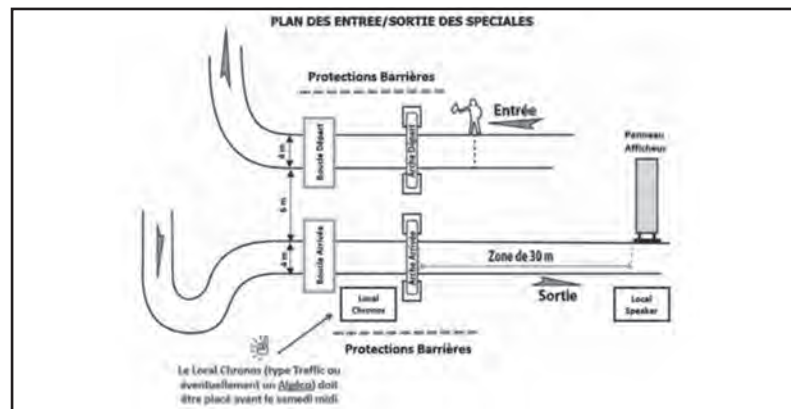 PLAN DES ENTREE/SORTIE DES SPECIALES
Protections Barrières
Entrée
Panneau
Afficheur
Boucle Départ
Arche Départ
4 m
6 m
4 m
Boucle Arrivée
Arche Arrivée
Zone de 30 m
Sortie
Local
Chronos
Local
Speaker
Protections Barrières
Le Local Chronos (type Traffic ou
éventuellement un Algéco) doit
être placé avant le samedi midi